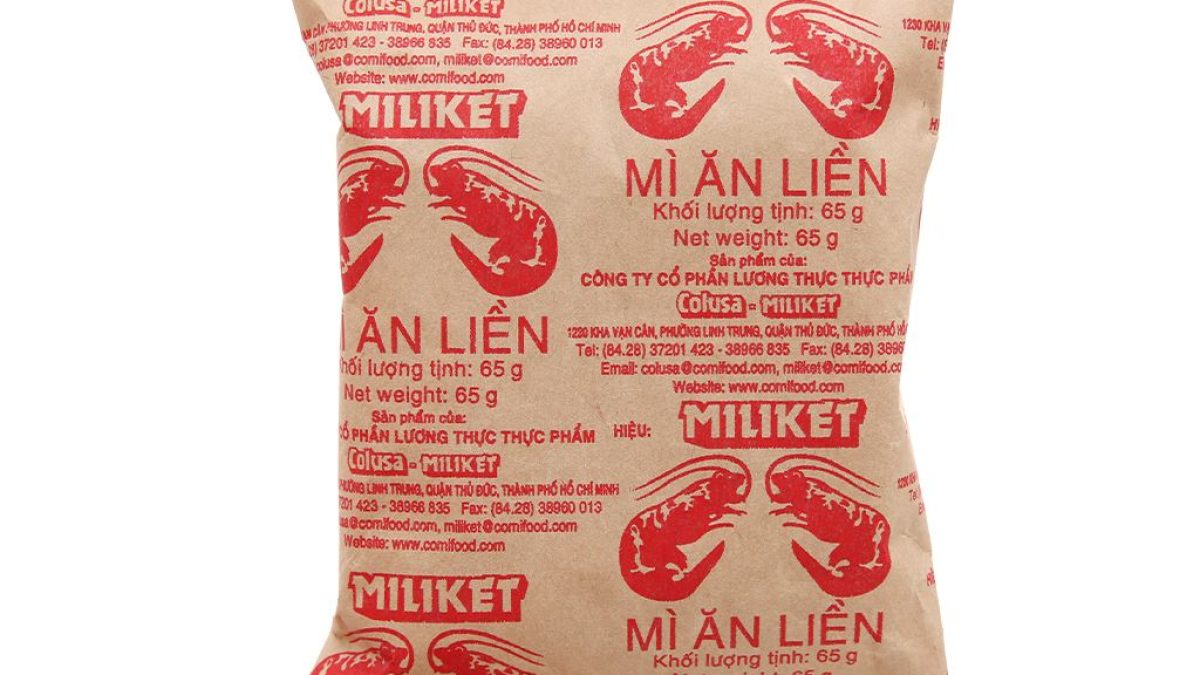 Colusa - MILIKET
PHƯỜNG LINH TRUNG, QUẬN THỦ ĐỨC, THÀNH PHỐ HỒ CHÍ MINH
37201 423 - 38966 835 Fax: (84.28) 38960 013
colusa@comifood.com, miliket@comifood.com
Website: www.comifood.com
MILIKET
ĂN LIỀN
Khối lượng tịnh: 65 g
Net weight: 65 g
Sản phẩm của:
CỔ PHẦN LƯƠNG THỰC THỰC PHẨM
Colusa - MILIKET
PHƯỜNG LINH TRUNG, QUẬN THỦ ĐỨC, THÀNH PHỐ HỒ CHÍ MINH
37201 423 - 38966 835 Fax: (84.28) 38960 013
@comifood.com, miliket@comifood.com
Website: www.comifood.com
MILIKET
MÌ ĂN LIỀN
Khối lượng tịnh: 65 g
Net weight: 65 g
Sản phẩm của:
CÔNG TY CỔ PHẦN LƯƠNG THỰC THỰC PHẨM
Colusa - MILIKET
1230 KHA VẠN CÂN, PHƯỜNG LINH TRUNG, QUẬN THỦ ĐỨC, THÀNH PHỐ HỒ
Tel: (84.28) 37201 423 - 38966 835 Fax: (84.28) 3896
Email: colusa@comifood.com, miliket@comifood.co
Website: www.comifood.com
HIỆU: MILIKET
MÌ ĂN LIỀN
Khối lượng tịnh: 65 g
1230 KHA VẠN
Tel: